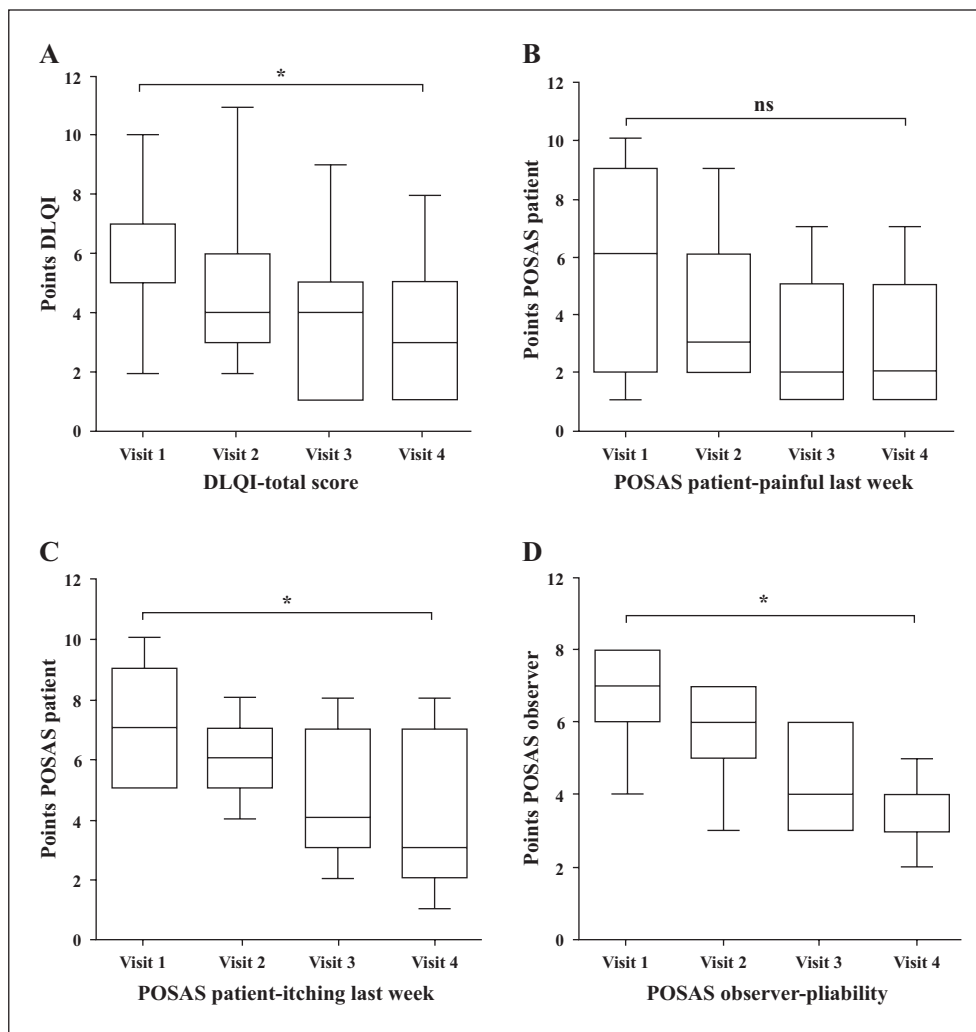 A
*
12
10
8
6
4
2
0
Points DLQI
Visit 1 Visit 2 Visit 3 Visit 4
DLQI-total score
B
ns
12
10
8
6
4
2
0
Points POSAS patient
Visit 1 Visit 2 Visit 3 Visit 4
POSAS patient-painful last week
C
*
12
10
8
6
4
2
0
Points POSAS patient
Visit 1 Visit 2 Visit 3 Visit 4
POSAS patient-itching last week
D
*
12
8
6
4
2
0
Points POSAS observer
Visit 1 Visit 2 Visit 3 Visit 4
POSAS observer-pliability